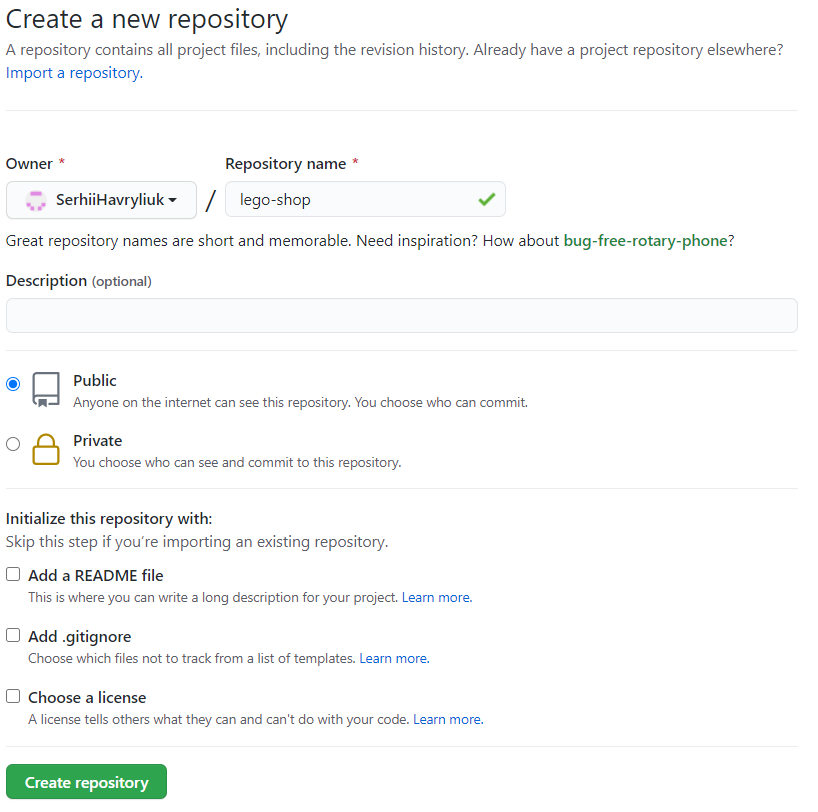 Create a new repository
A repository contains all project files, including the revision history. Already have a project repository elsewhere?
Import a repository.
Owner * Repository name *
SerhiiHavryliuk / lego-shop
Great repository names are short and memorable. Need inspiration? How about bug-free-rotary-phone?
Description (optional)
Public
Anyone on the internet can see this repository. You choose who can commit.
Private
You choose who can see and commit to this repository.
Initialize this repository with:
Skip this step if you’re importing an existing repository.
Add a README file
This is where you can write a long description for your project. Learn more.
Add .gitignore
Choose which files not to track from a list of templates. Learn more.
Choose a license
A license tells others what they can and can't do with your code. Learn more.
Create repository